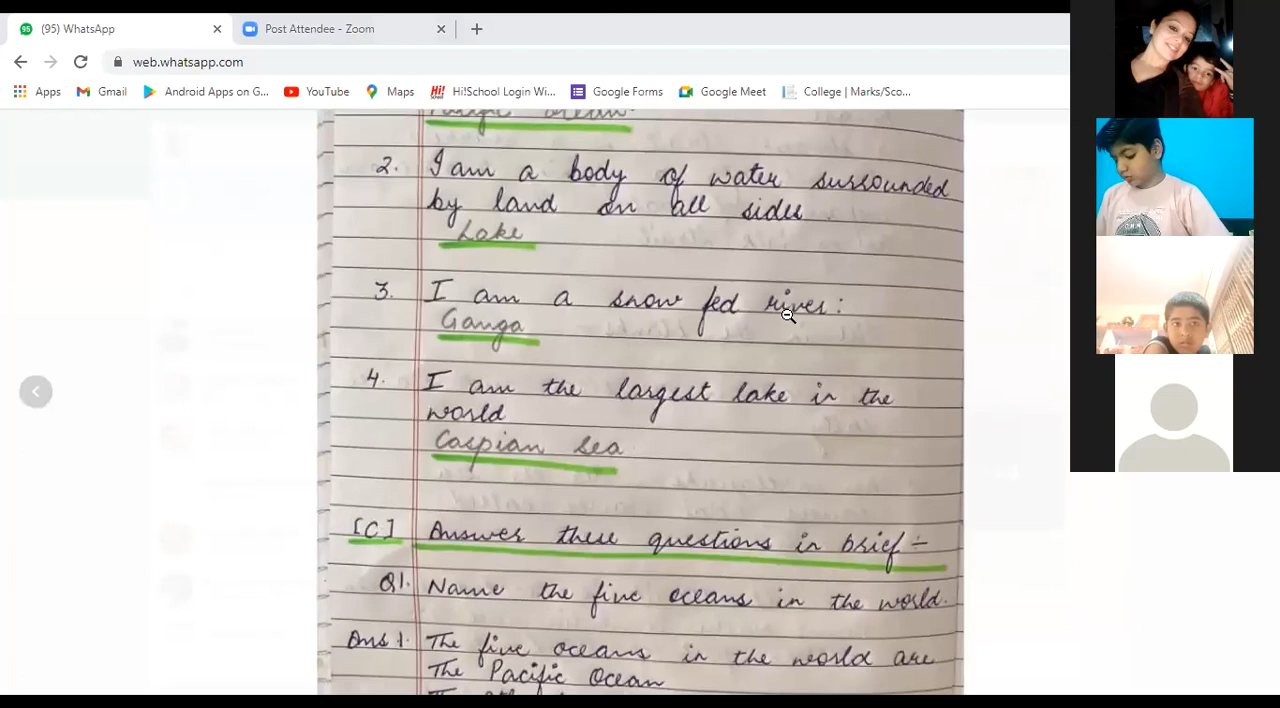 (95) WhatsApp
Post Attendee - Zoom
web.whatsapp.com
Apps
Gmail
Android Apps on G...
YouTube
Maps
Hi! Hi!School Login Wi...
Google Forms
Google Meet
College | Marks/Sco...
ocean
2. I am a body of water surrounded
by land on all sides
Lake
3. I am a snow fed river:
Ganga
4. I am the largest lake in the
world
Caspian sea
[C] Answer these questions in brief :-
Q1. Name the five oceans in the world.
Ans 1. The five oceans in the world are
The Pacific Ocean